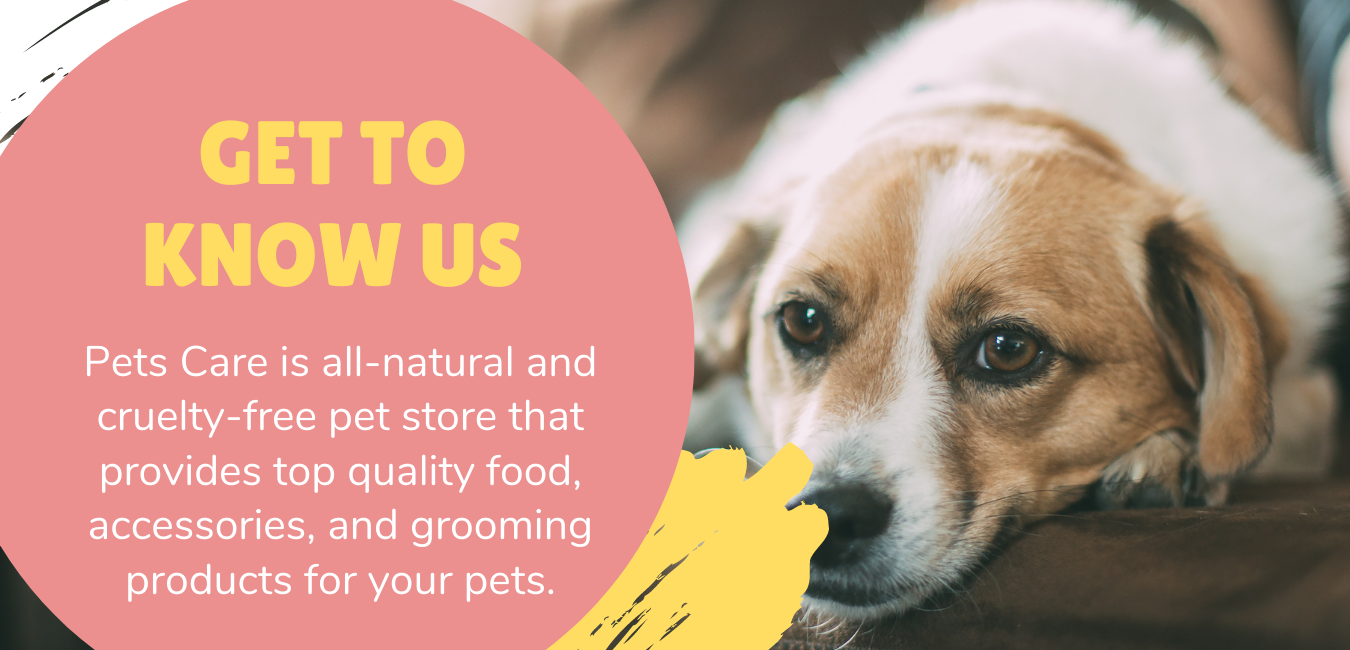 GET TO
KNOW US
Pets Care is all-natural and
cruelty-free pet store that
provides top quality food,
accessories, and grooming
products for your pets.